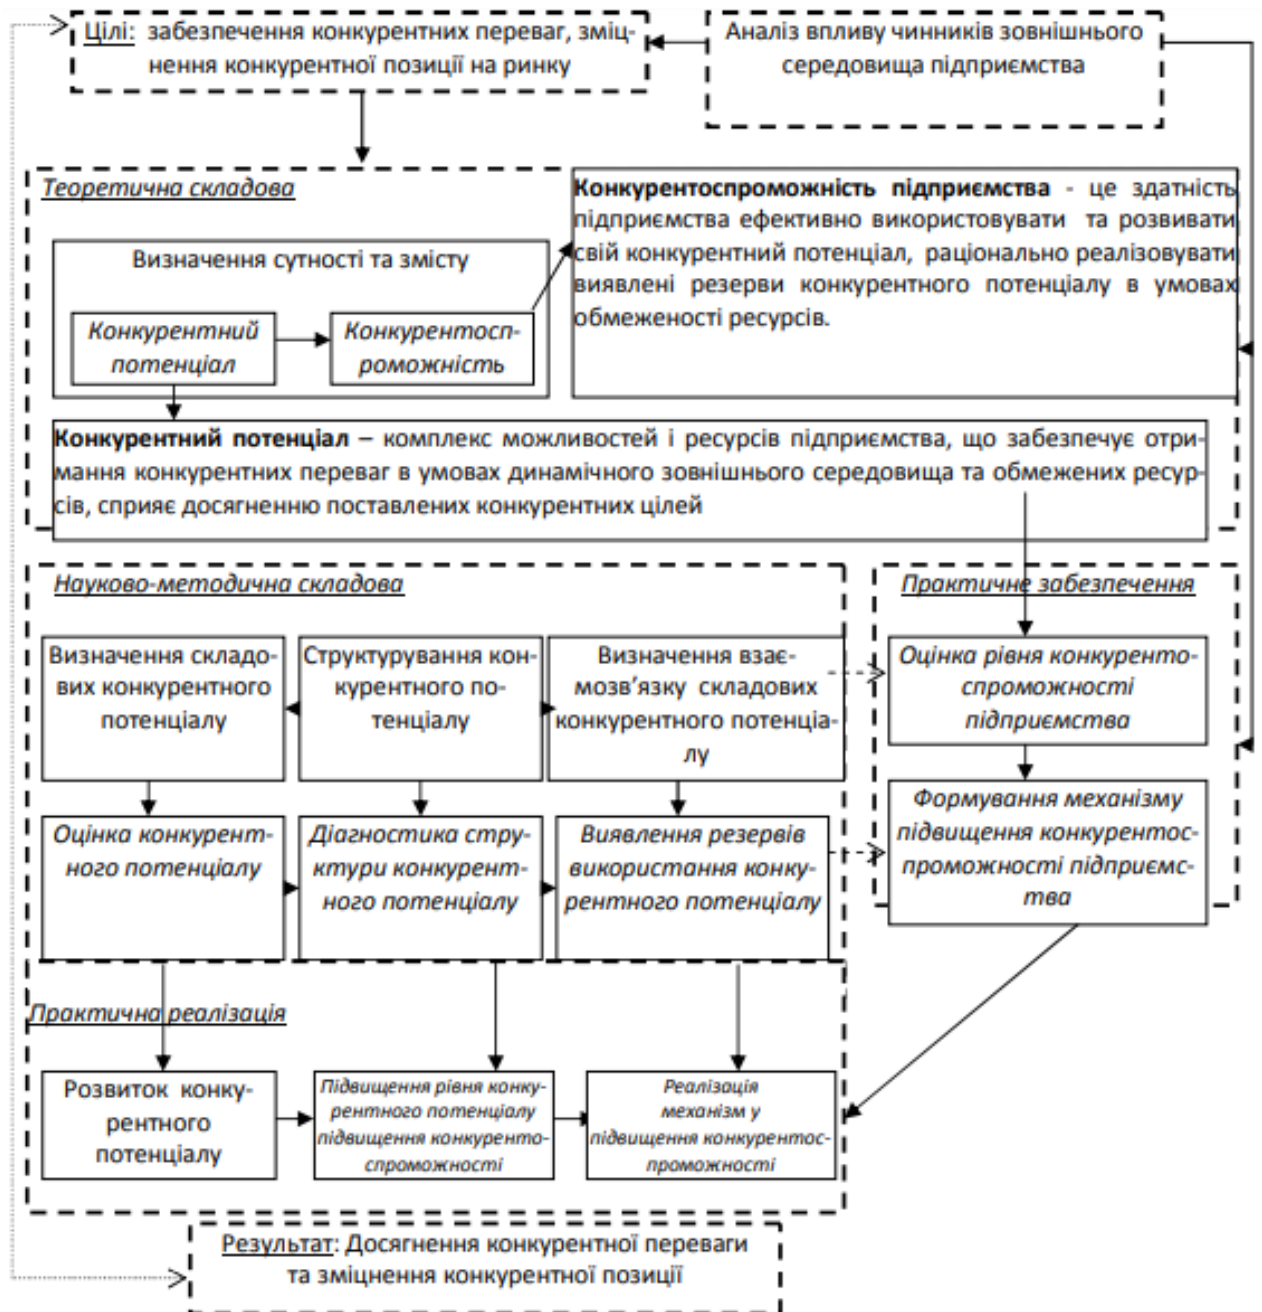 Цілі: забезпечення конкурентних переваг, зміц-
нення конкурентної позиції на ринку
Аналіз впливу чинників зовнішнього
середовища підприємства
Теоретична складова
Визначення сутності та змісту
Конкурентний
потенціал
Конкурентосп-
роможність
Конкурентоспроможність підприємства - це здатність
підприємства ефективно використовувати та розвивати
свій конкурентний потенціал, раціонально реалізовувати
виявлені резерви конкурентного потенціалу в умовах
обмеженості ресурсів.
Конкурентний потенціал – комплекс можливостей і ресурсів підприємства, що забезпечує отри-
мання конкурентних переваг в умовах динамічного зовнішнього середовища та обмежених ресур-
сів, сприяє досягненню поставлених конкурентних цілей
Науково-методична складова
Визначення складо-
вих конкурентного
потенціалу
Структурування кон-
курентного по-
тенціалу
Визначення взає-
мозв’язку складових
конкурентного потенціа-
лу
Оцінка конкурент-
ного потенціалу
Діагностика стру-
ктури конкурент-
ного потенціалу
Виявлення резервів
використання конку-
рентного потенціалу
Практичне забезпечення
Оцінка рівня конкуренто-
спроможності
підприємства
Формування механізму
підвищення конкурентос-
проможності підприємс-
тва
Практична реалізація
Розвиток конку-
рентного
потенціалу
Підвищення рівня конку-
рентного потенціалу
підвищення конкуренто-
спроможності
Реалізація
механізм у
підвищення конкурентос-
проможності
Результат: Досягнення конкурентної переваги
та зміцнення конкурентної позиції